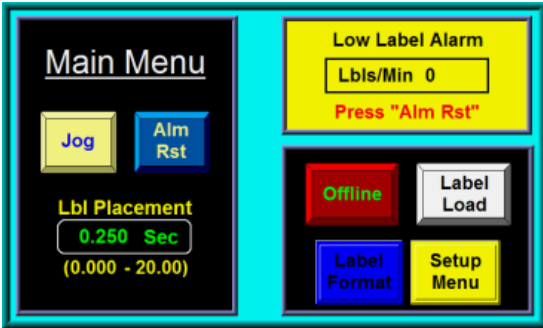 Main Menu
Jog
Alm
Rst
Lbl Placement
0.250 Sec
(0.000 - 20.00)
Low Label Alarm
Lbls/Min 0
Press "Alm Rst"
Offline
Label
Load
Label
Format
Setup
Menu